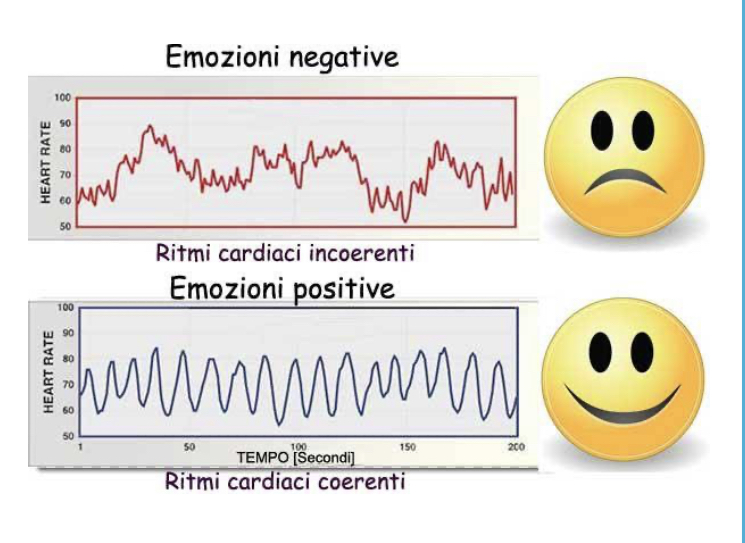 Emozioni negative
100
90
80
70
60
50
HEART RATE
Ritmi cardiaci incoerenti
Emozioni positive
100
90
80
70
60
50
HEART RATE
1 50 100 150 200
TEMPO [Secondi]
Ritmi cardiaci coerenti